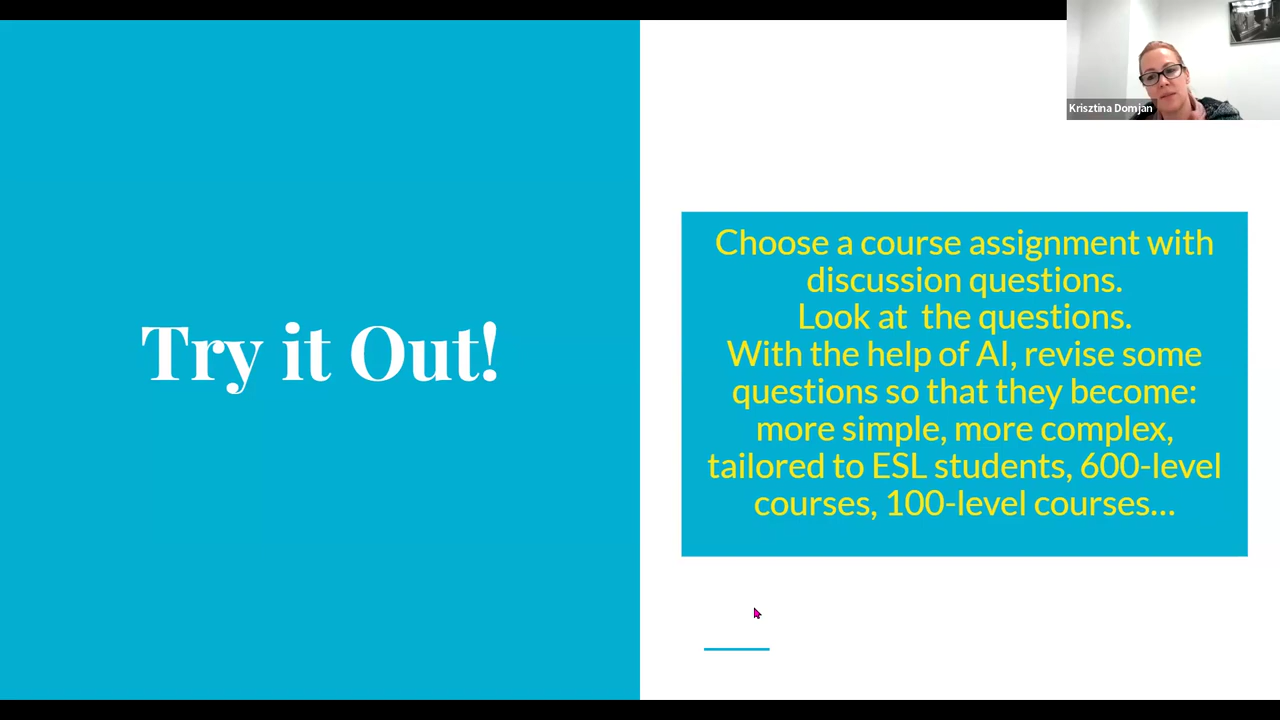 Krisztina Domjan
Try it Out!
Choose a course assignment with
discussion questions.
Look at  the questions.
With the help of AI, revise some
questions so that they become:
more simple, more complex,
tailored to ESL students, 600-level
courses, 100-level courses...